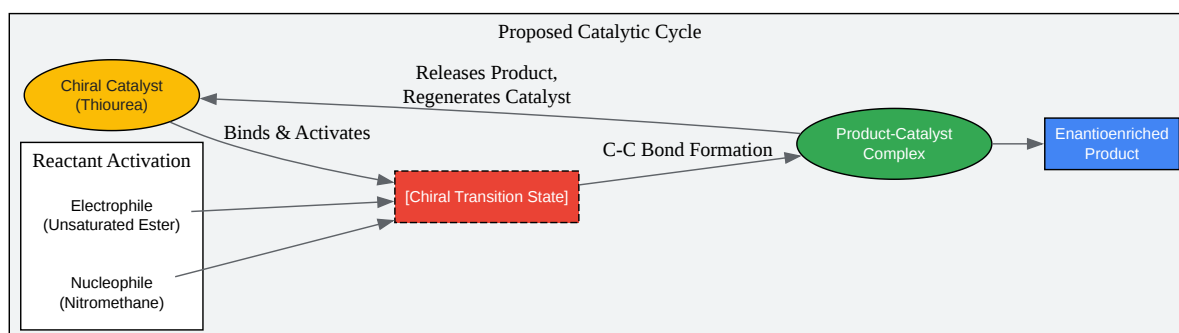 Proposed Catalytic Cycle
Chiral Catalyst
(Thiourea)
Releases Product,
Regenerates Catalyst
Binds & Activates
Reactant Activation
Electrophile
(Unsaturated Ester)
Nucleophile
(Nitromethane)
[Chiral Transition State]
C-C Bond Formation
Product-Catalyst
Complex
Enantioenriched
Product